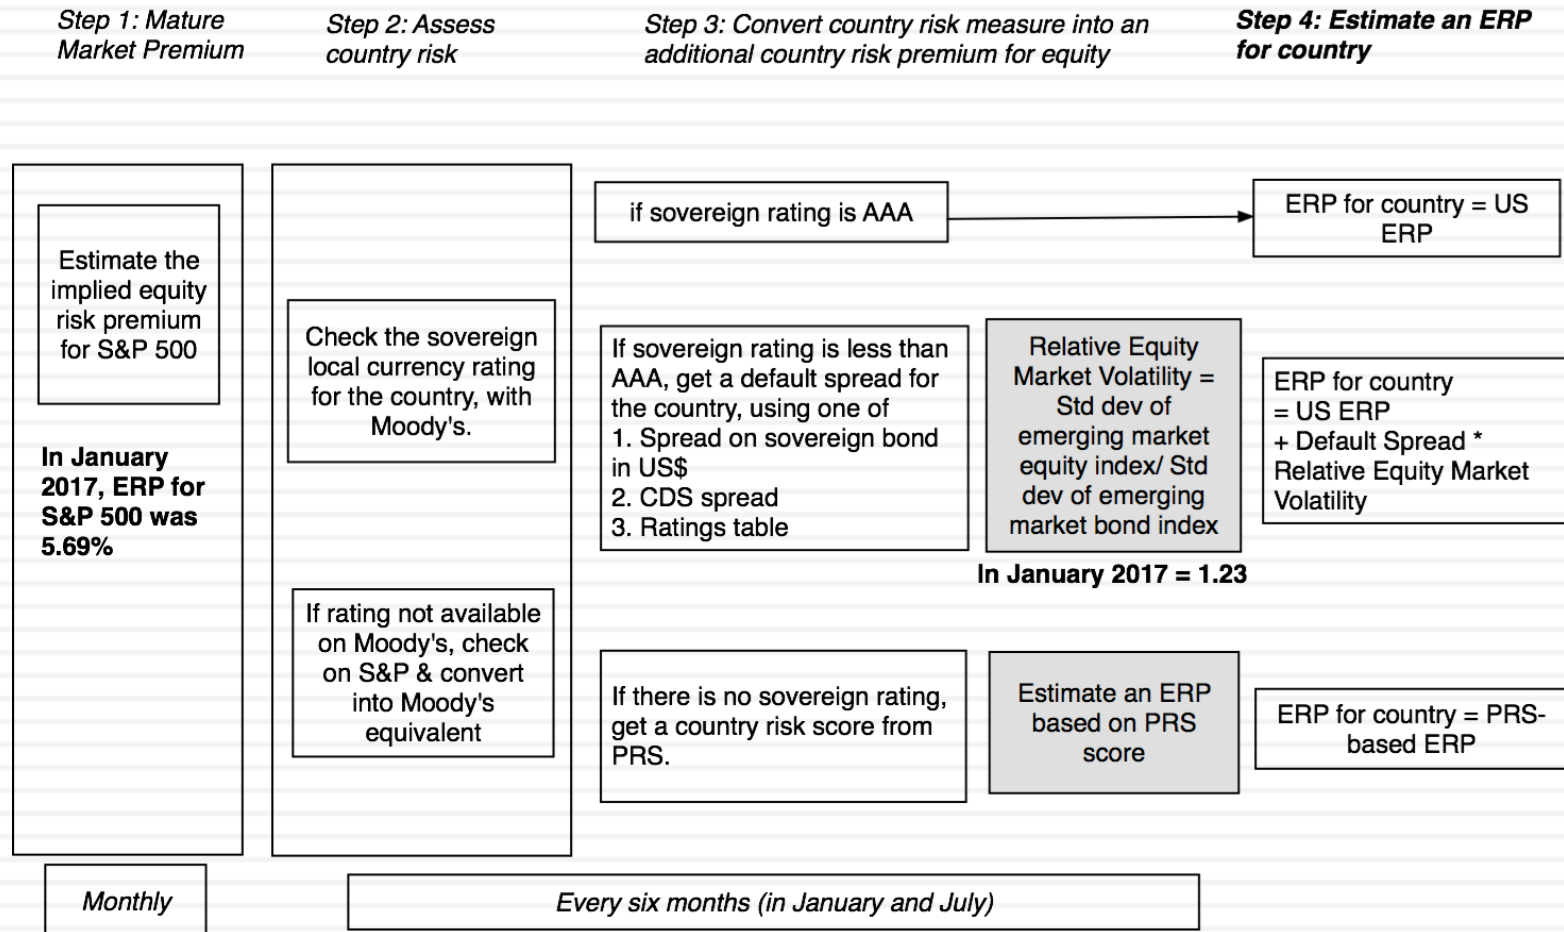 Step 1: Mature
Market Premium
Step 2: Assess
country risk
Step 3: Convert country risk measure into an
additional country risk premium for equity
Step 4: Estimate an ERP
for country
Estimate the
implied equity
risk premium
for S&P 500
In January
2017, ERP for
S&P 500 was
5.69%
Monthly
Check the sovereign
local currency rating
for the country, with
Moody's.
If rating not available
on Moody's, check
on S&P & convert
into Moody's
equivalent
if sovereign rating is AAA
ERP for country = US
ERP
If sovereign rating is less than
AAA, get a default spread for
the country, using one of
1. Spread on sovereign bond
in US$
2. CDS spread
3. Ratings table
Relative Equity
Market Volatility =
Std dev of
emerging market
equity index/ Std
dev of emerging
market bond index
In January 2017 = 1.23
ERP for country
= US ERP
+ Default Spread *
Relative Equity Market
Volatility
If there is no sovereign rating,
get a country risk score from
PRS.
Estimate an ERP
based on PRS
score
ERP for country = PRS-
based ERP
Every six months (in January and July)